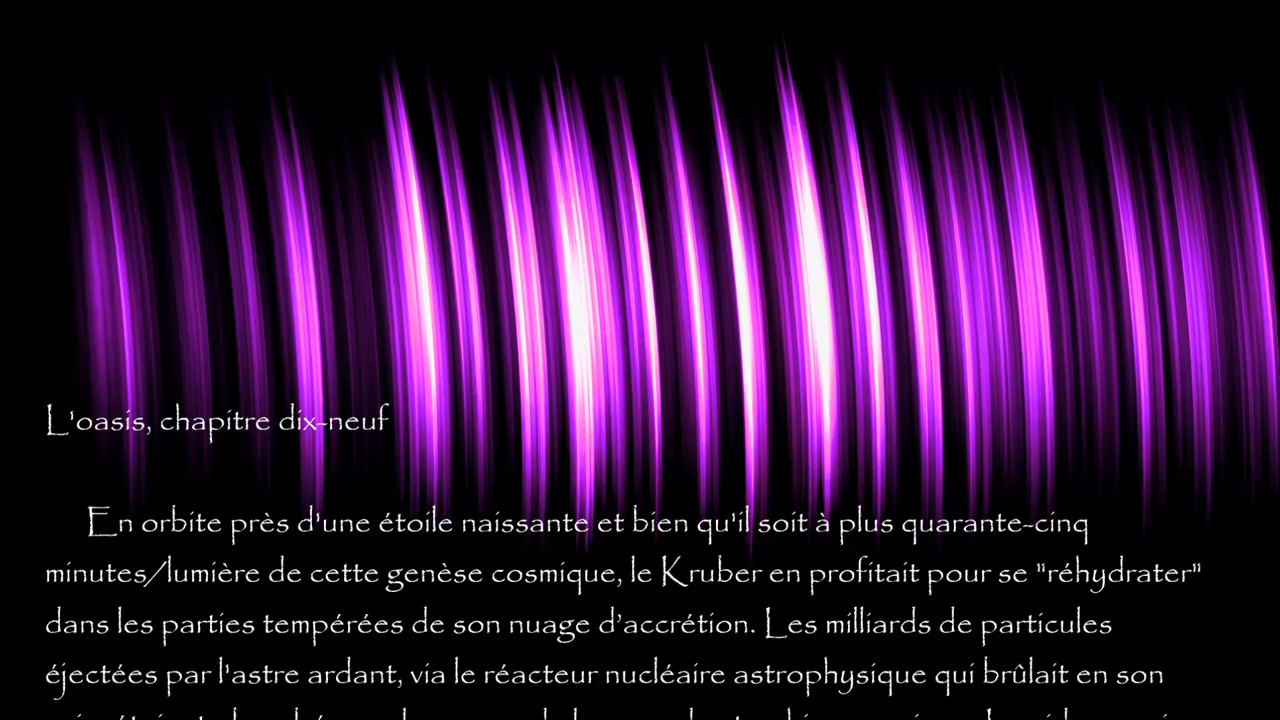 L'oasis, chapitre dix-neuf
En orbite près d'une étoile naissante et bien qu'il soit à plus quarante-cinq
minutes/lumière de cette genèse cosmique, le Kruber en profitait pour se "réhydrater"
dans les parties tempérées de son nuage d’accrétion. Les milliards de particules
éjectées par l'astre ardant, via le réacteur nucléaire astrophysique qui brûlait en son